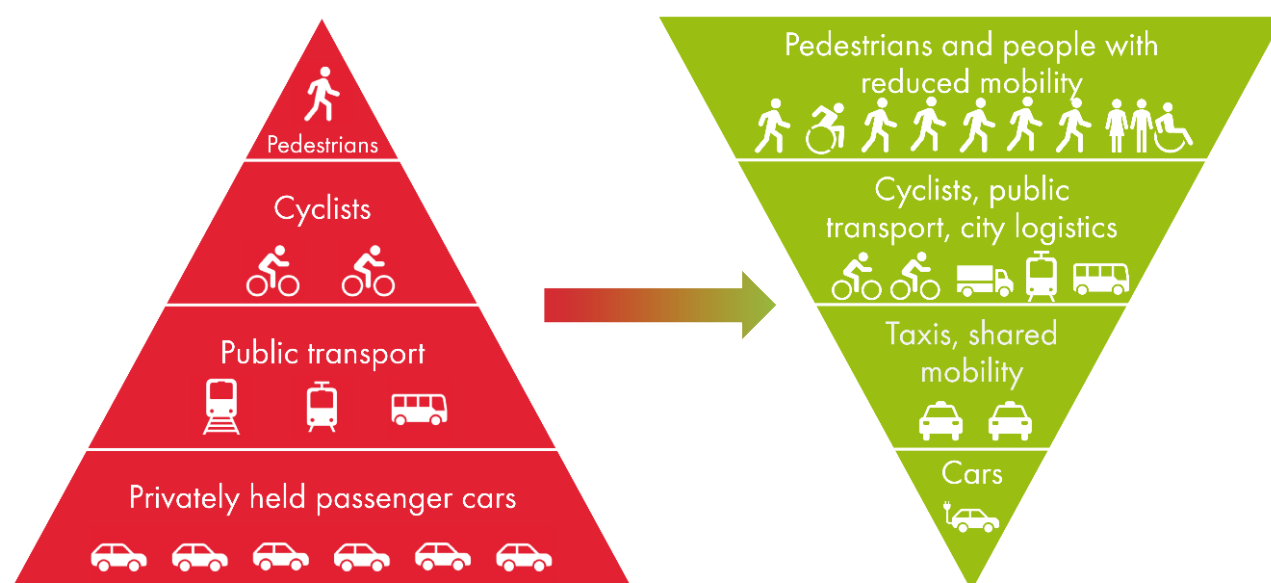 Pedestrians
Cyclists
Public transport
Privately held passenger cars
Pedestrians and people with
reduced mobility
Cyclists, public
transport, city logistics
Taxis, shared
mobility
Cars